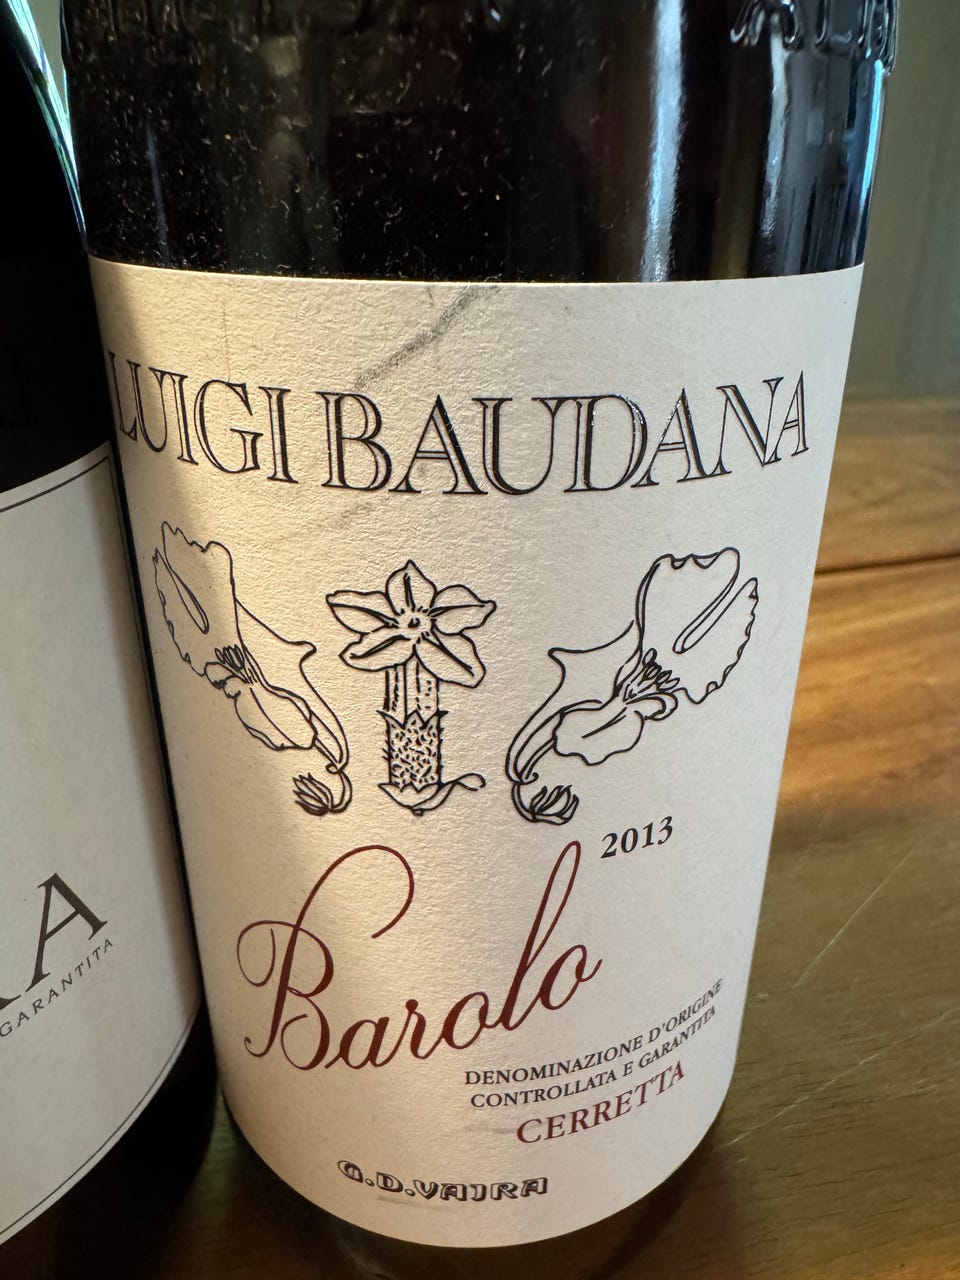 LUIGI BAUDANA
2013
Barolo
DENOMINAZIONE D'ORIGINE
CONTROLLATA E GARANTITA
CERRETTA
G.D.VAJRA
GARANTITA